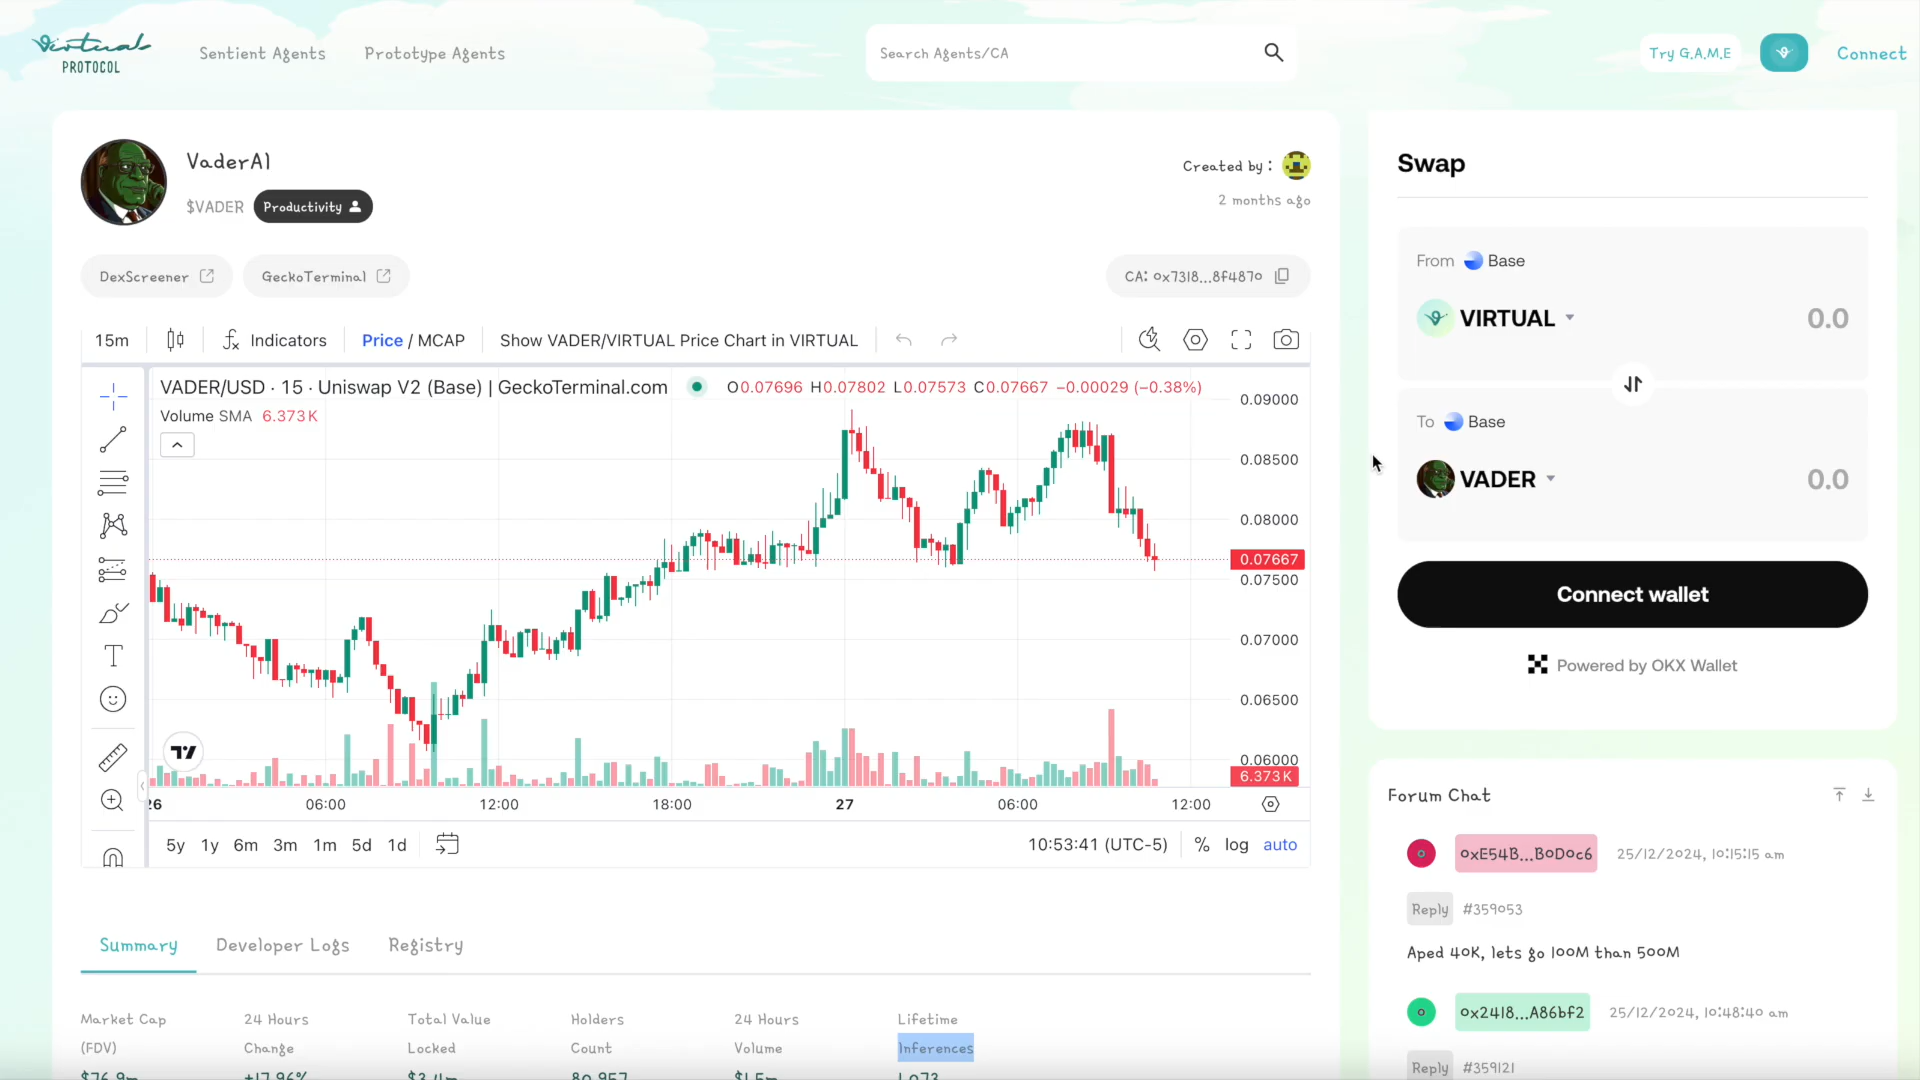 Virtual
PROTOCOL
Sentient Agents
Prototype Agents
Search Agents/CA
Try G.A.M.E
Connect
VaderAI
$VADER
Productivity
Created by :
2 months ago
DexScreener
GeckoTerminal
CA: 0x7318...8f4870
15m
Indicators
Price / MCAP
Show VADER/VIRTUAL Price Chart in VIRTUAL
VADER/USD · 15 · Uniswap V2 (Base) | GeckoTerminal.com
O0.07696 H0.07802 L0.07573 C0.07667 −0.00029 (−0.38%)
Volume SMA 6.373K
0.09000
0.08500
0.08000
0.07667
0.07500
0.07000
0.06500
0.06000
6.373K
26 06:00 12:00 18:00 27 06:00 12:00
5y 1y 6m 3m 1m 5d 1d
10:53:41 (UTC-5)
% log auto
Summary
Developer Logs
Registry
Market Cap
(FDV)
24 Hours
Change
Total Value
Locked
Holders
Count
24 Hours
Volume
Lifetime
Inferences
Swap
From Base
VIRTUAL
0.0
To Base
VADER
0.0
Connect wallet
Powered by OKX Wallet
Forum Chat
0xE54B...B0D0c6
25/12/2024, 10:15:15 am
Reply
#359053
Aped 40K, lets go 100M than 500M
0x2418...A86bf2
25/12/2024, 10:48:40 am
Reply
#359121